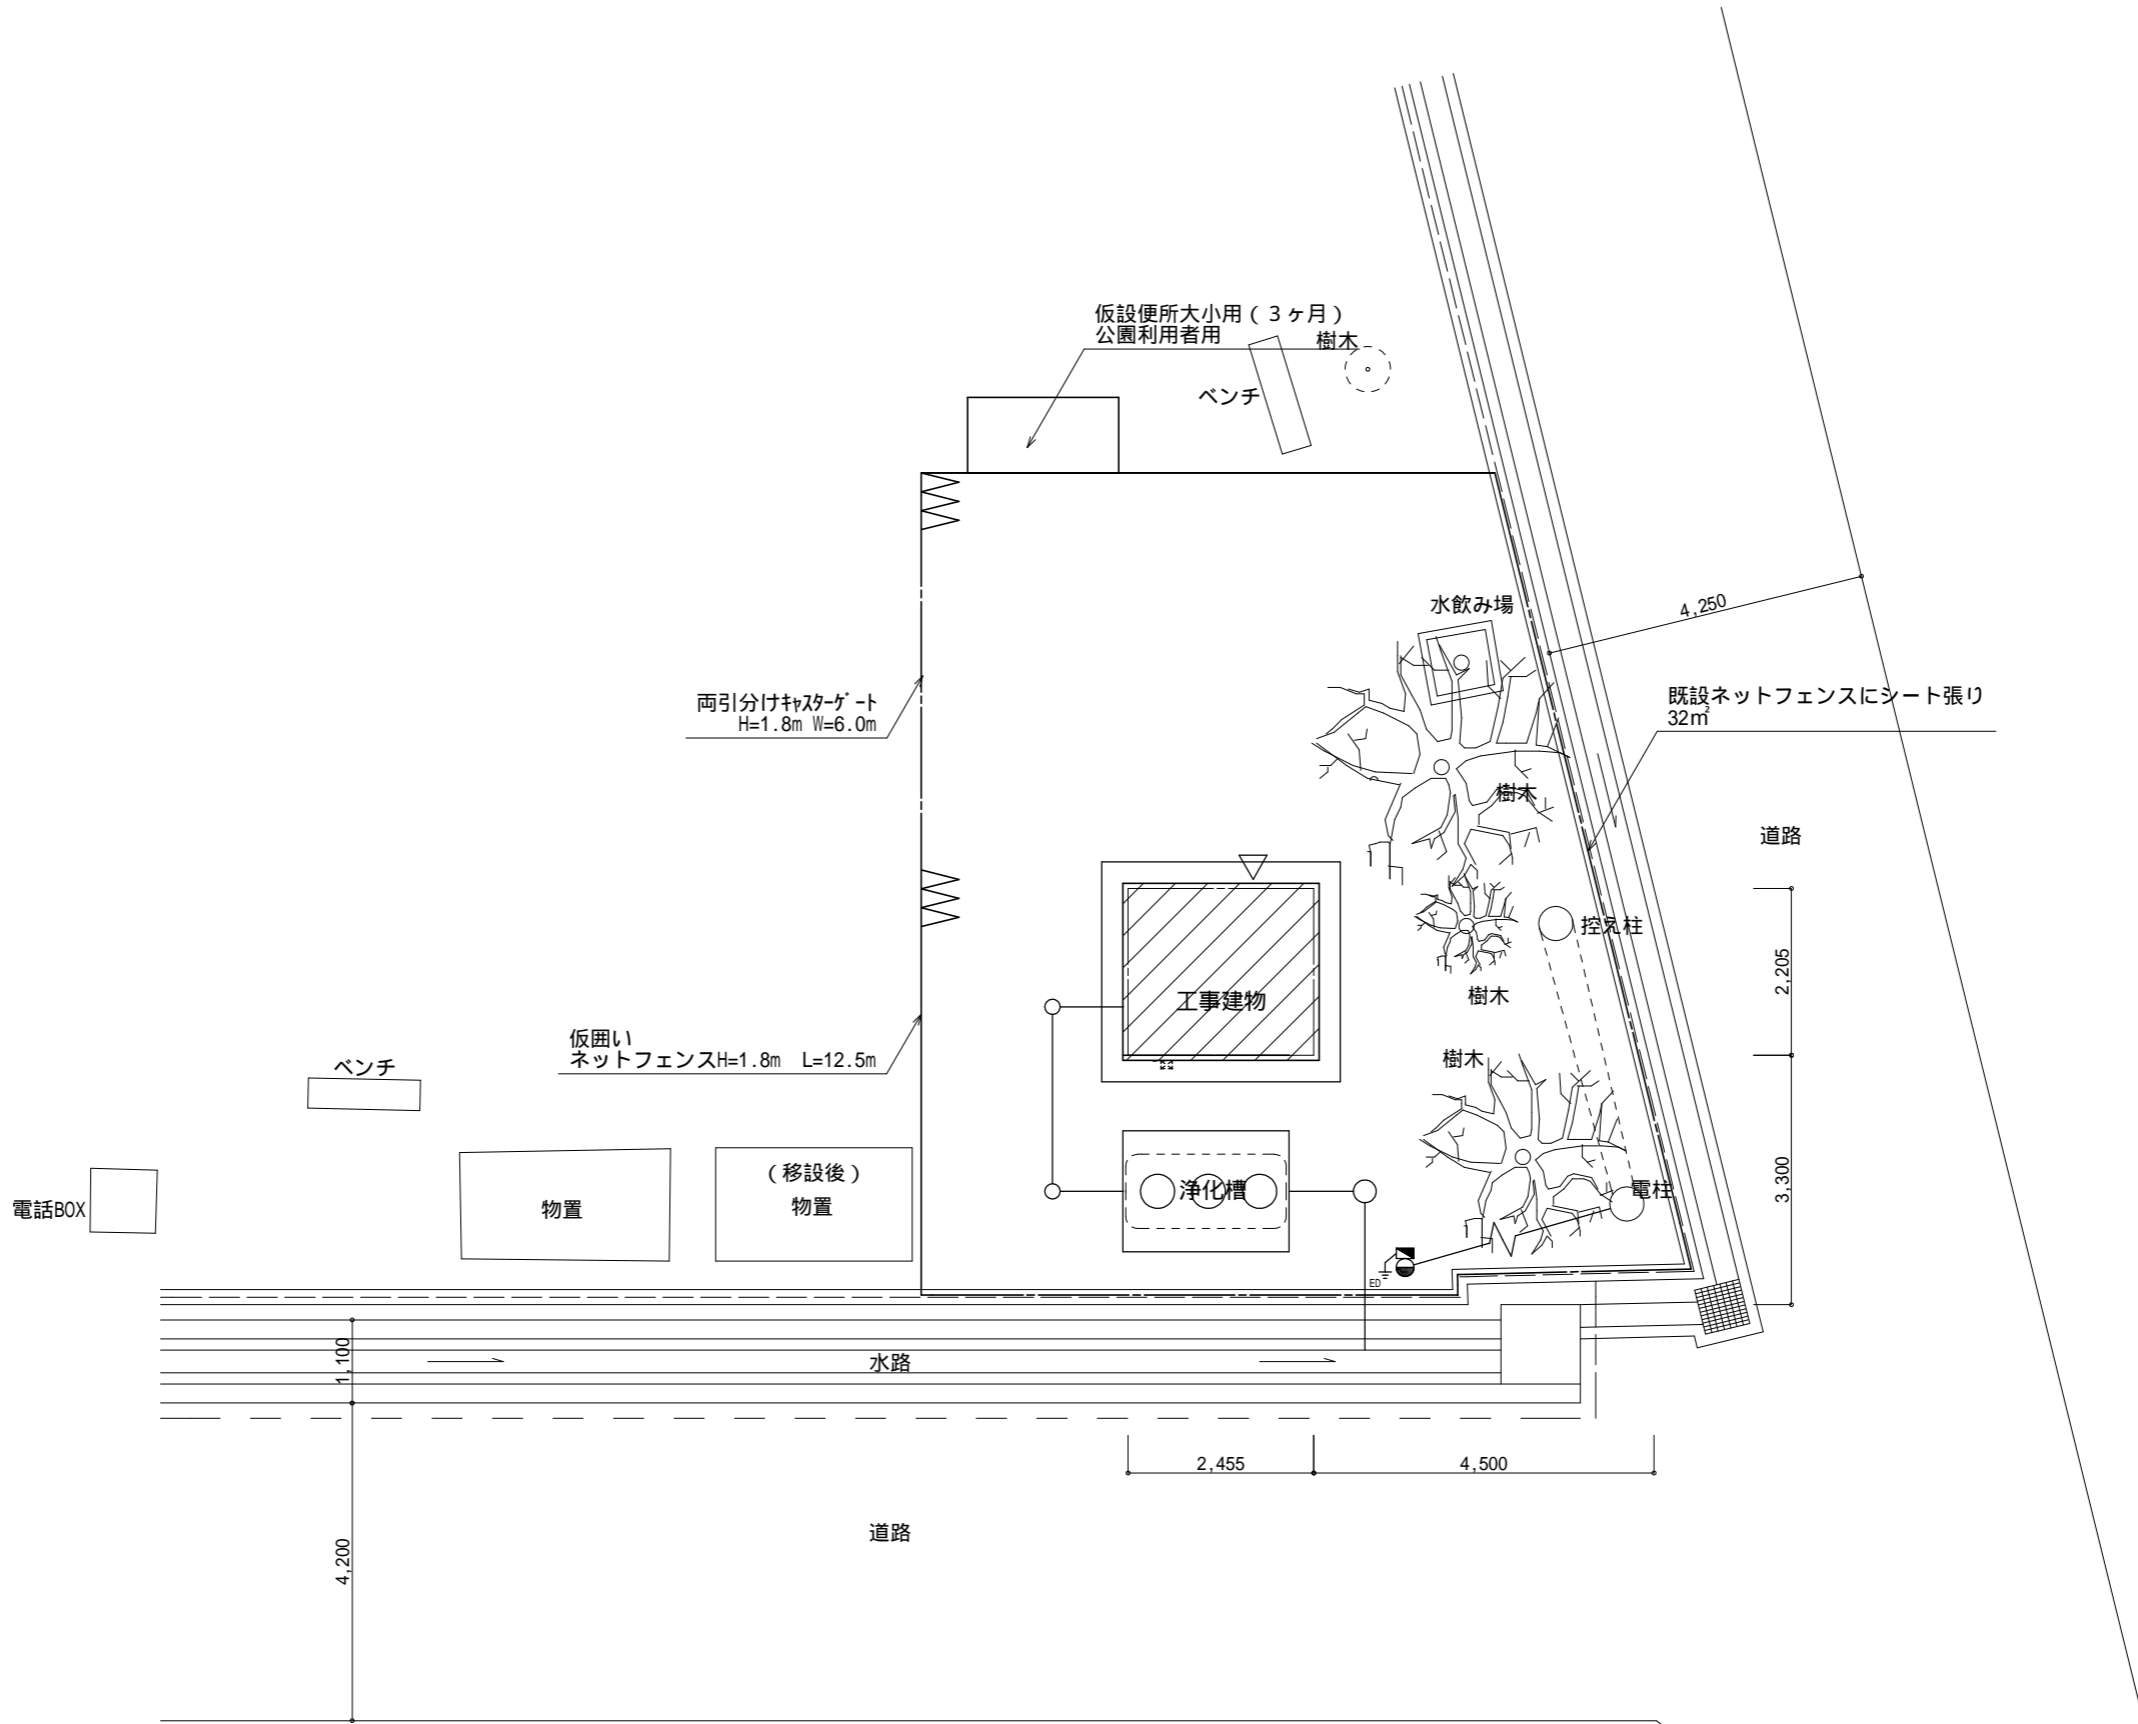 仮設便所大小用（３ヶ月）
公園利用者用
樹木
ベンチ
水飲み場
4,250
両引分けｷｬｽﾀｰｹﾞｰﾄ
H=1.8m W=6.0m
既設ネットフェンスにシート張り
32㎡
樹木
道路
控え柱
2,205
工事建物
樹木
仮囲い
ネットフェンスH=1.8m　L=12.5m
樹木
ベンチ
（移設後）
物置
物置
電話BOX
浄化槽
電柱
3,300
ED
1,100
水路
2,455
4,500
道路
4,200